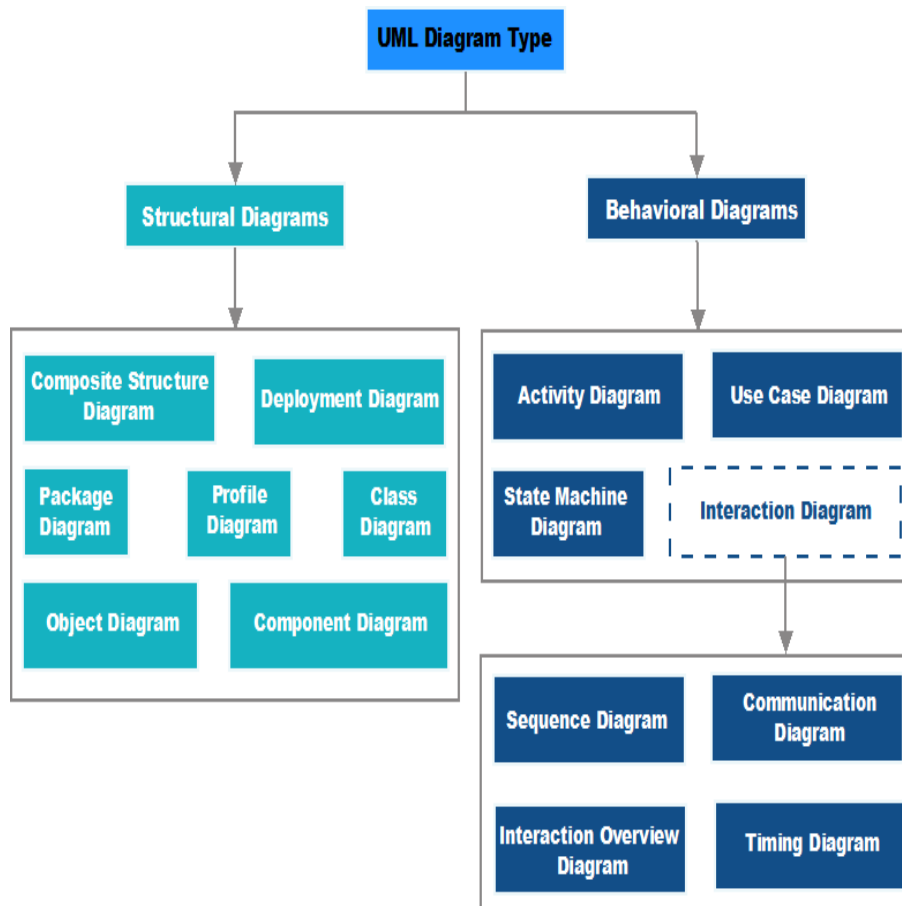 UML Diagram Type
Structural Diagrams
Behavioral Diagrams
Composite Structure
Diagram
Deployment Diagram
Package
Diagram
Profile
Diagram
Class
Diagram
Object Diagram
Component Diagram
Activity Diagram
Use Case Diagram
State Machine
Diagram
Interaction Diagram
Sequence Diagram
Communication
Diagram
Interaction Overview
Diagram
Timing Diagram